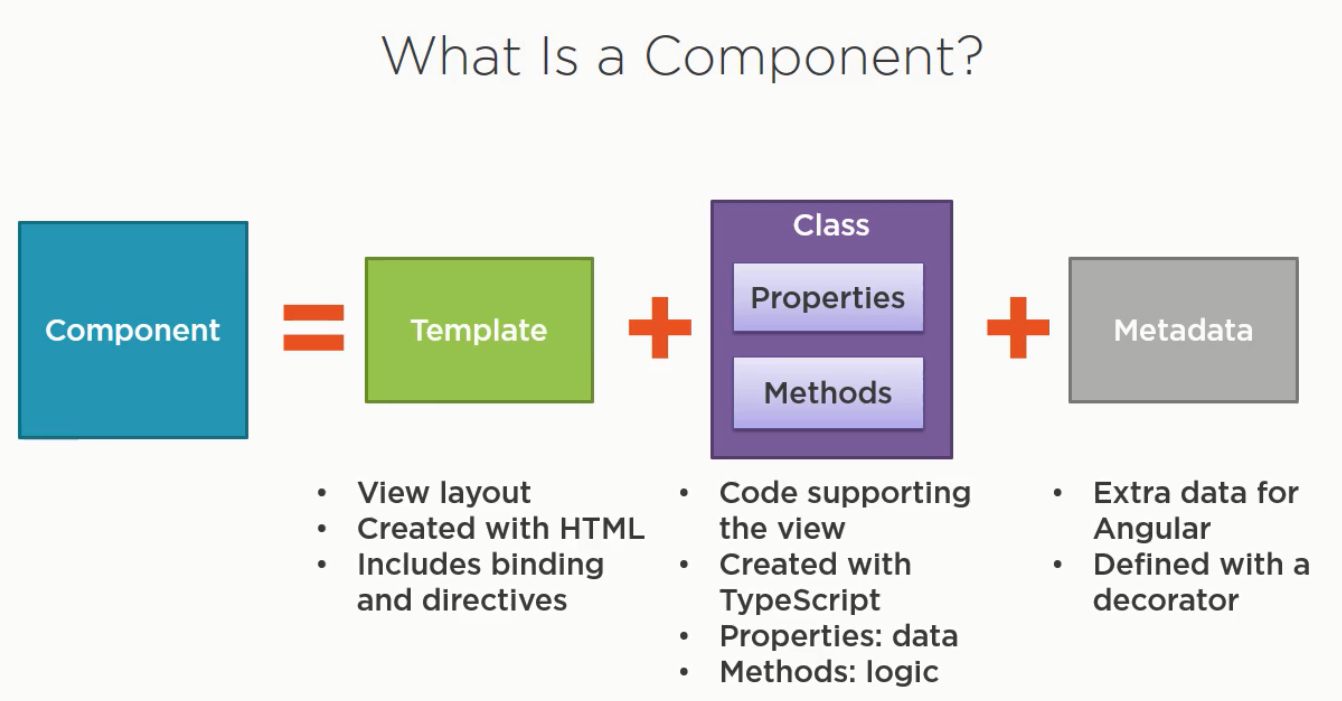 What Is a Component?
Component
Template
Class
Properties
Methods
Metadata
• View layout
• Created with HTML
• Includes binding
and directives
• Code supporting
the view
• Created with
TypeScript
• Properties: data
• Methods: logic
• Extra data for
Angular
• Defined with a
decorator